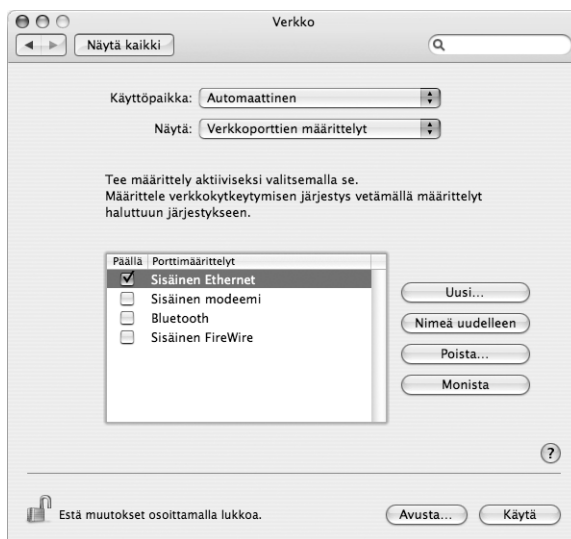 Verkko
Näytä kaikki
Käyttöpaikka: Automaattinen
Näytä: Verkkoporttien määrittelyt
Tee määrittely aktiiviseksi valitsemalla se.
Määrittele verkkokytkeytymisen järjestys vetämällä määrittelyt
haluttuun järjestykseen.
Päällä Porttimäärittelyt
Sisäinen Ethernet
Sisäinen modeemi
Bluetooth
Sisäinen FireWire
Uusi...
Nimeä uudelleen
Poista...
Monista
?
Estä muutokset osoittamalla lukkoa.
Avusta... Käytä